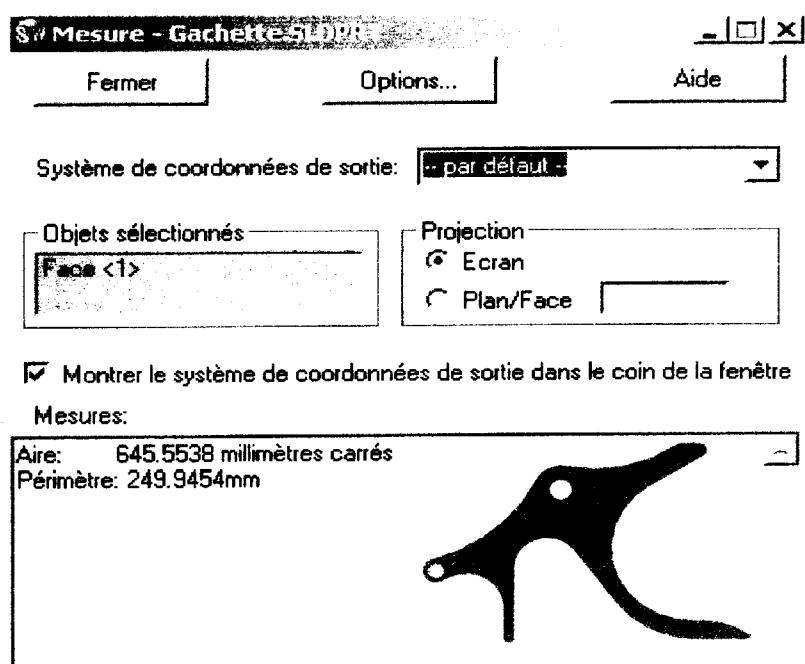 Mesure - Gachette.SLDPRT
Fermer
Options...
Aide
Système de coordonnées de sortie:
-- par défaut --
Objets sélectionnés
Face <1>
Projection
Ecran
Plan/Face
Montrer le système de coordonnées de sortie dans le coin de la fenêtre
Mesures:
Aire: 645.5538 millimètres carrés
Périmètre: 249.9454mm